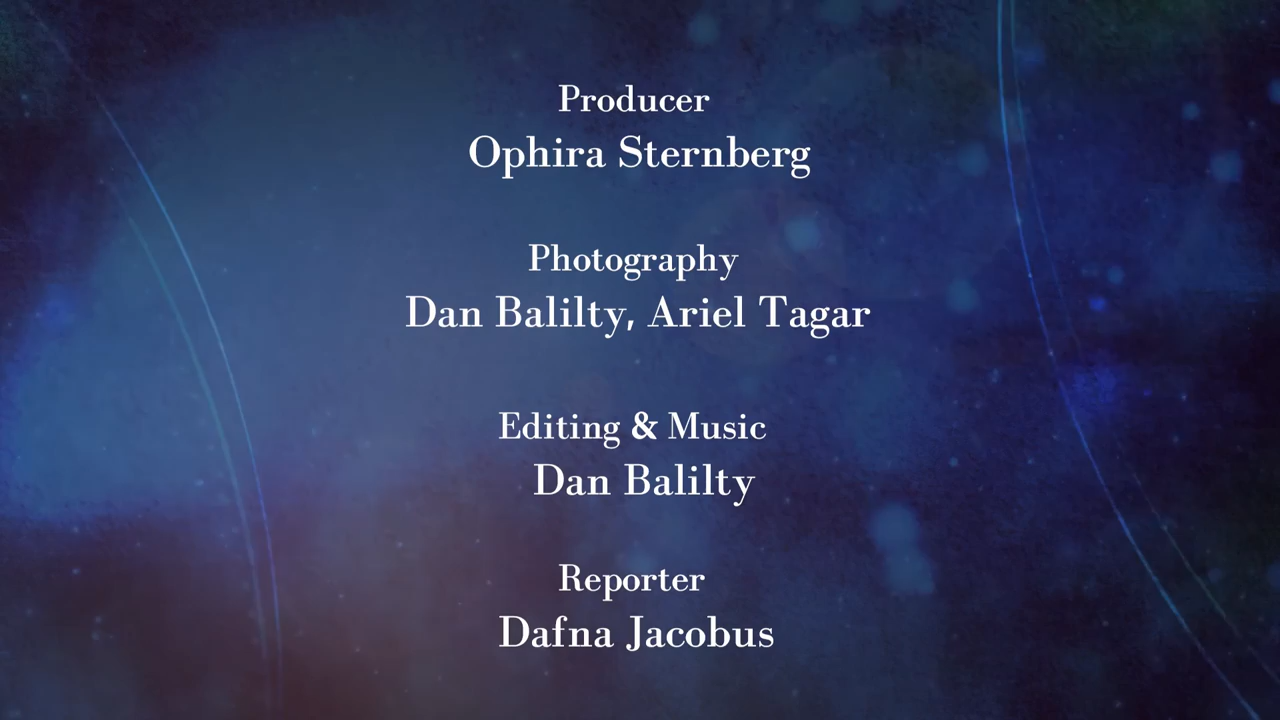 Producer
Ophira Sternberg
Photography
Dan Balilty, Ariel Tagar
Editing & Music
Dan Balilty
Reporter
Dafna Jacobus